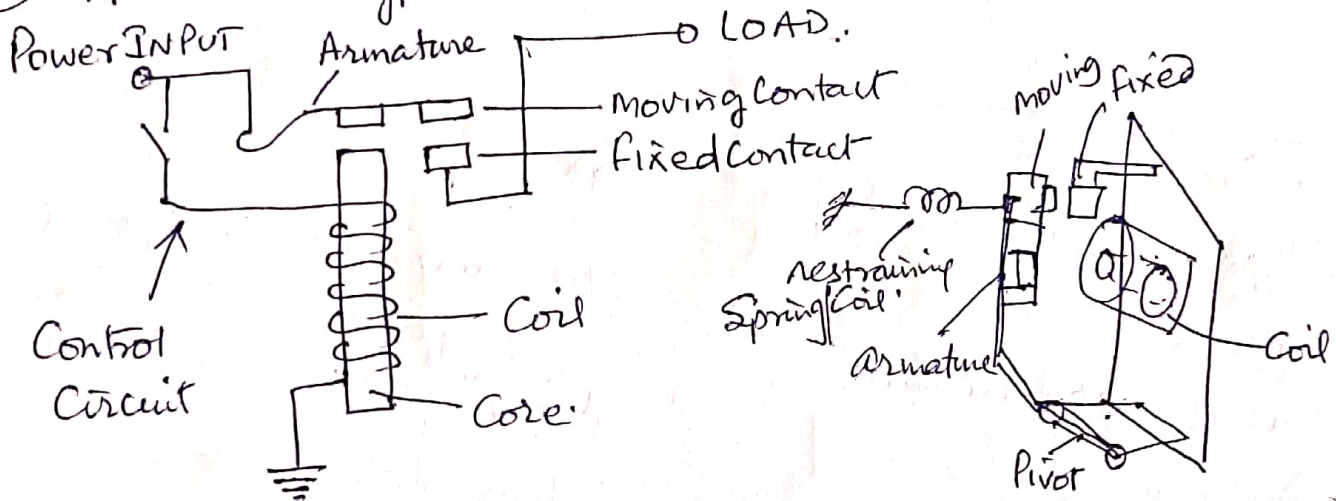 Power INPUT
Armature
LOAD..
Moving Contact
fixed Contact
Control
Circuit
Coil
Core.
moving fixed
restraining
Spring/Coil.
armature
Coil
Pivot